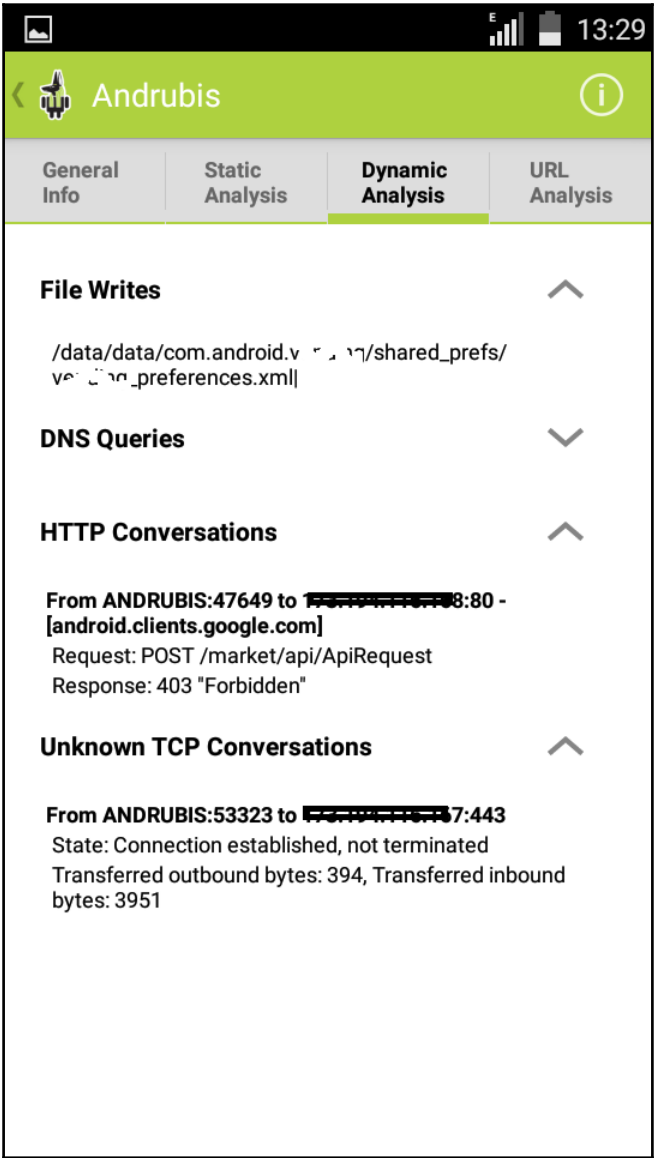 E 13:29
Andrubis
General Info
Static Analysis
Dynamic Analysis
URL Analysis
File Writes
/data/data/com.android. /shared_prefs/
_preferences.xml|
DNS Queries
HTTP Conversations
From ANDRUBIS:47649 to 8:80 -
[android.clients.google.com]
Request: POST /market/api/ApiRequest
Response: 403 "Forbidden"
Unknown TCP Conversations
From ANDRUBIS:53323 to 7:443
State: Connection established, not terminated
Transferred outbound bytes: 394, Transferred inbound
bytes: 3951